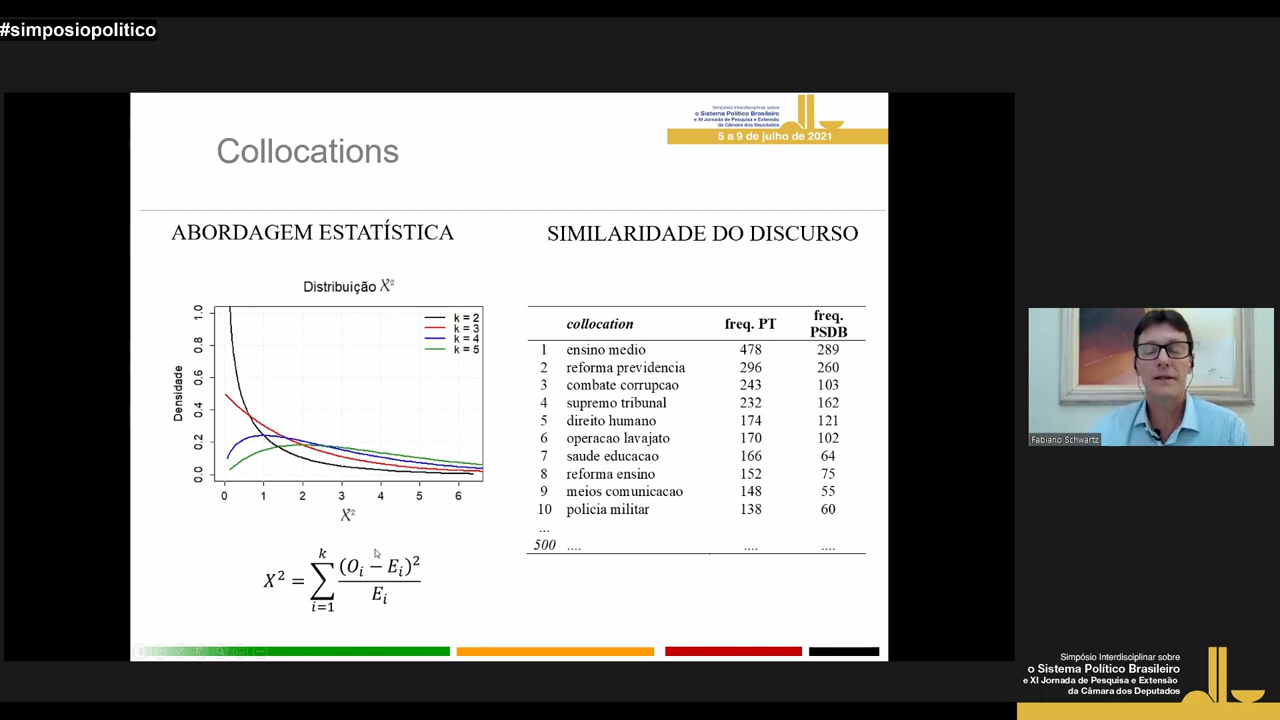 #simposiopolitico
Simpósio Interdisciplinar sobre
o Sistema Político Brasileiro
e XI Jornada de Pesquisa e Extensão
da Câmara dos Deputados
5 a 9 de julho de 2021
Collocations
ABORDAGEM ESTATÍSTICA
Distribuição X²
k = 2
k = 3
k = 4
k = 5
Densidade
1.0
0.8
0.6
0.4
0.2
0.0
0 1 2 3 4 5 6
X²
X² = ∑ᵢ₌₁ᵏ (Oᵢ − Eᵢ)² / Eᵢ
SIMILARIDADE DO DISCURSO
collocation freq. PT freq. PSDB
1 ensino medio 478 289
2 reforma previdencia 296 260
3 combate corrupcao 243 103
4 supremo tribunal 232 162
5 direito humano 174 121
6 operacao lavajato 170 102
7 saude educacao 166 64
8 reforma ensino 152 75
9 meios comunicacao 148 55
10 policia militar 138 60
...
500 .... .... ....
Fabiano Schwartz
Simpósio Interdisciplinar sobre
o Sistema Político Brasileiro
e XI Jornada de Pesquisa e Extensão
da Câmara dos Deputados